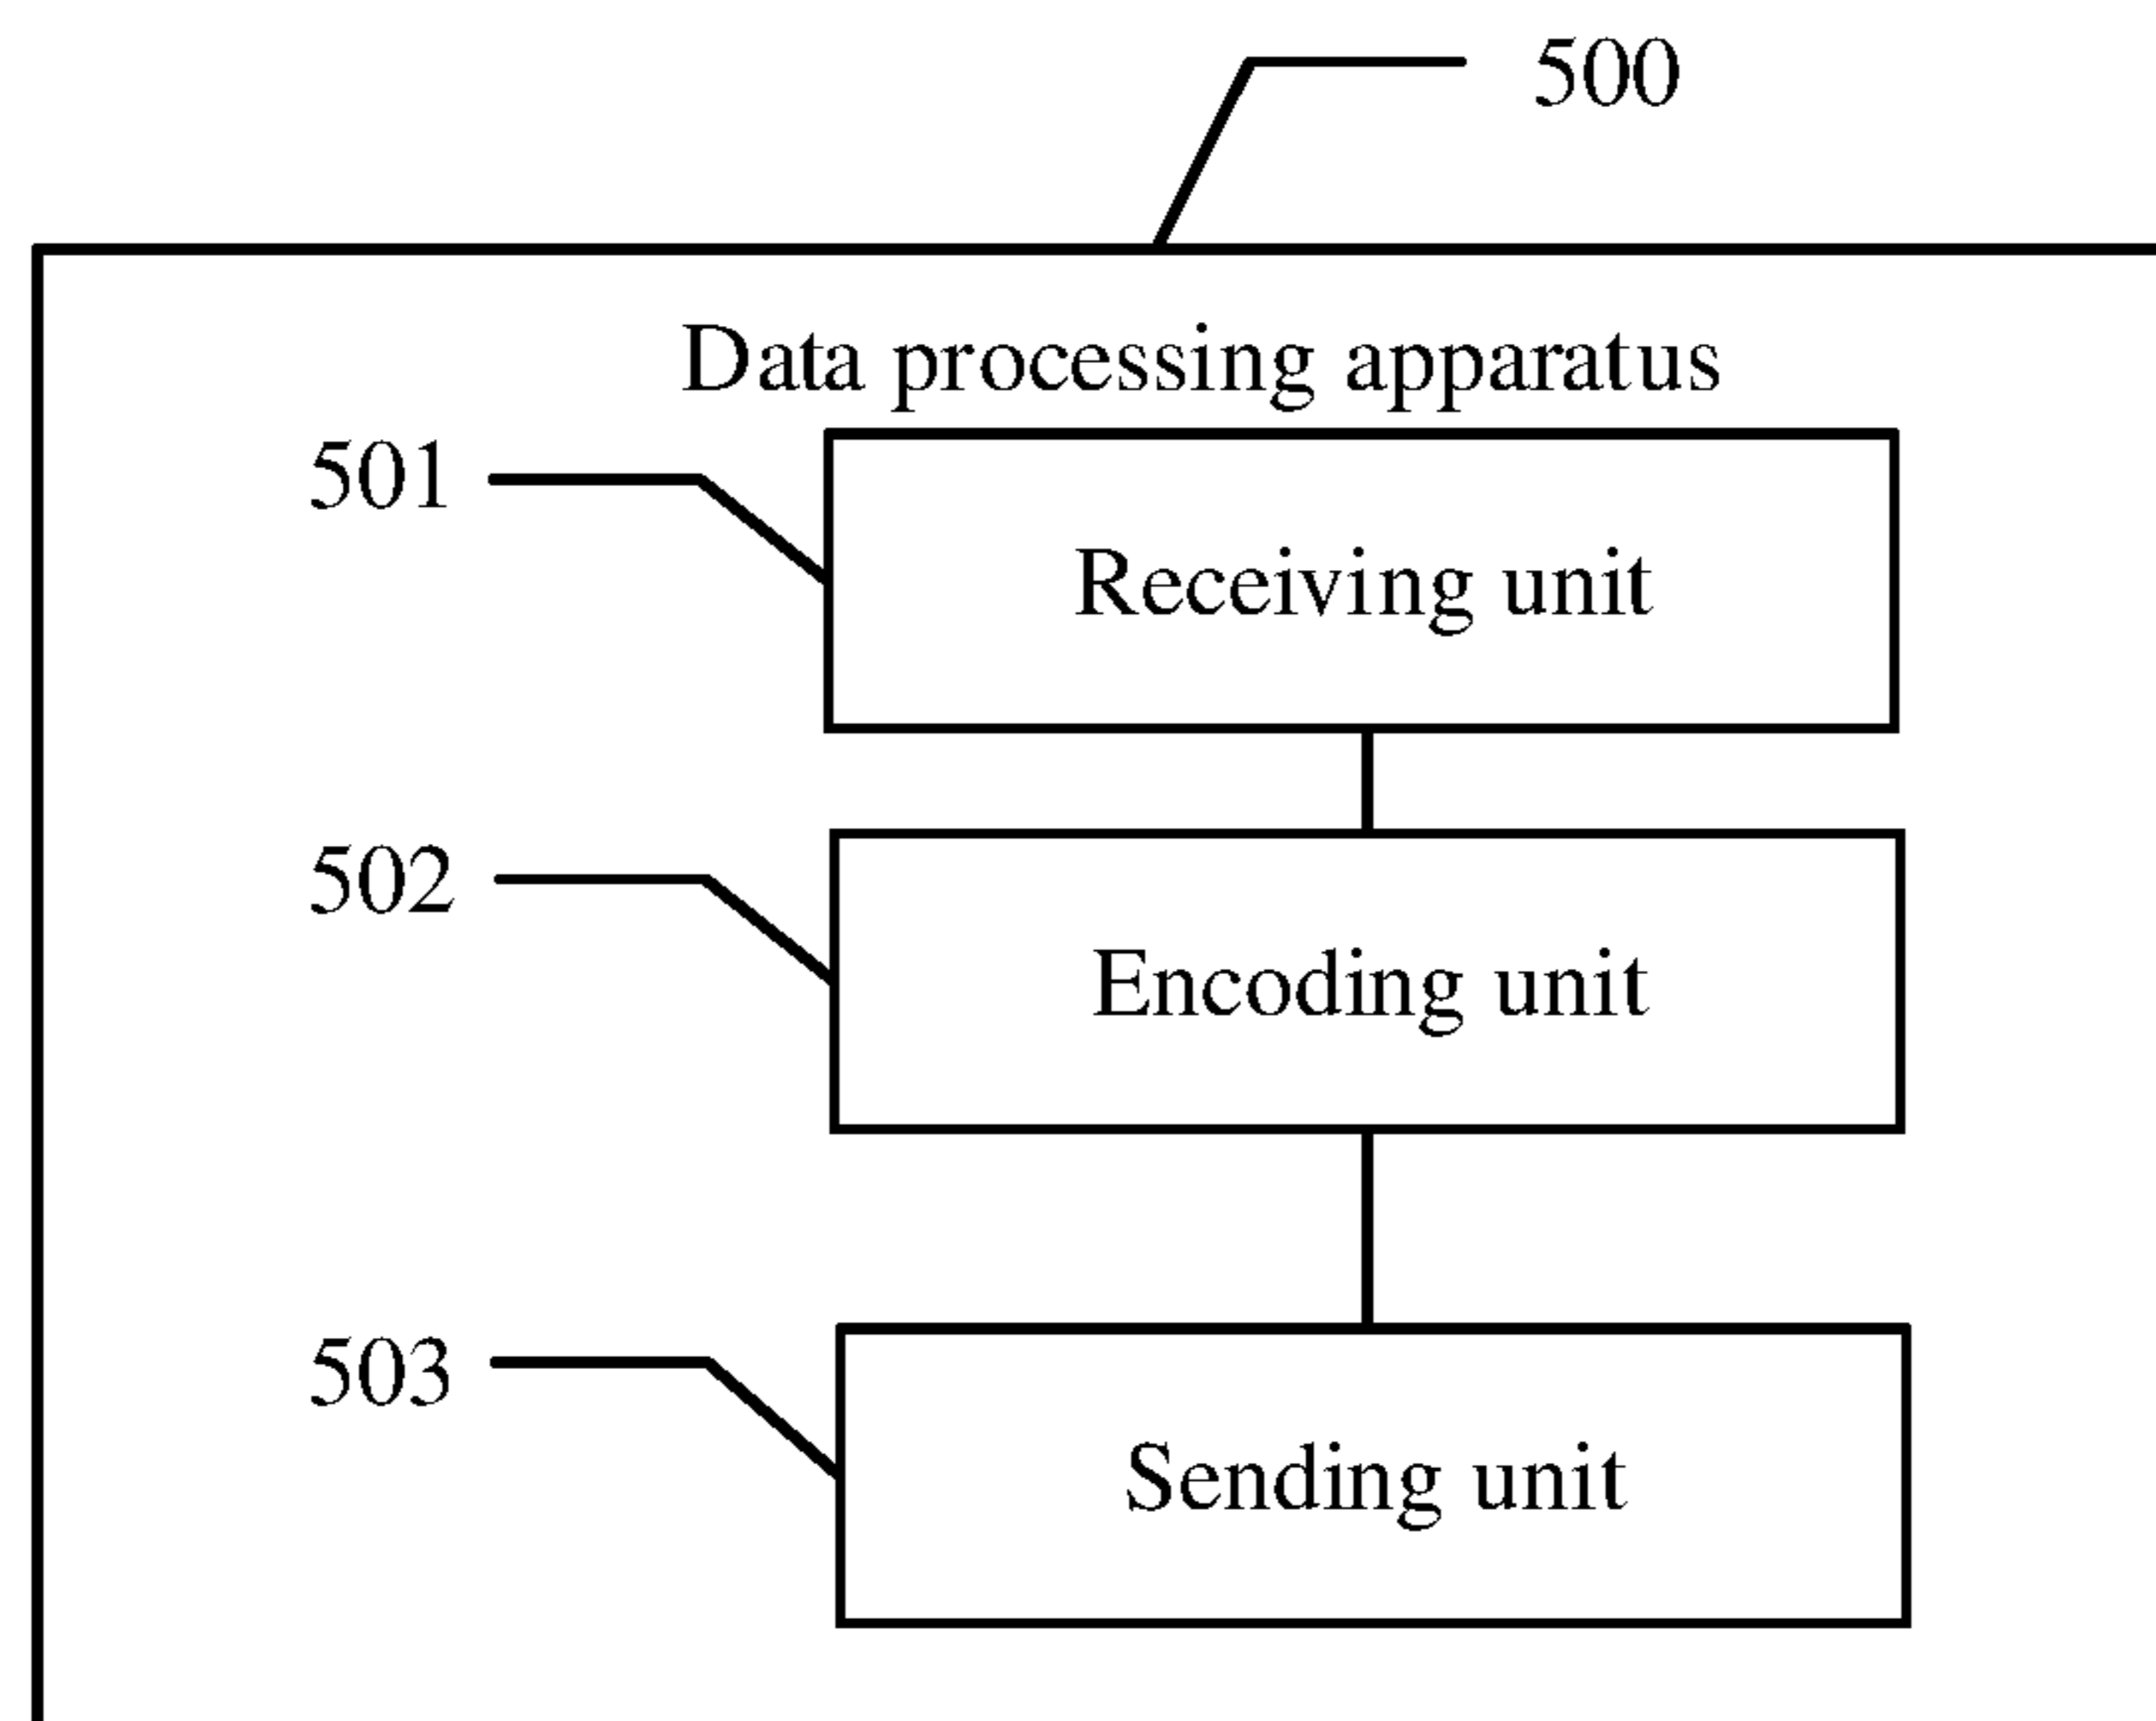 500
Data processing apparatus
501
Receiving unit
502
Encoding unit
503
Sending unit